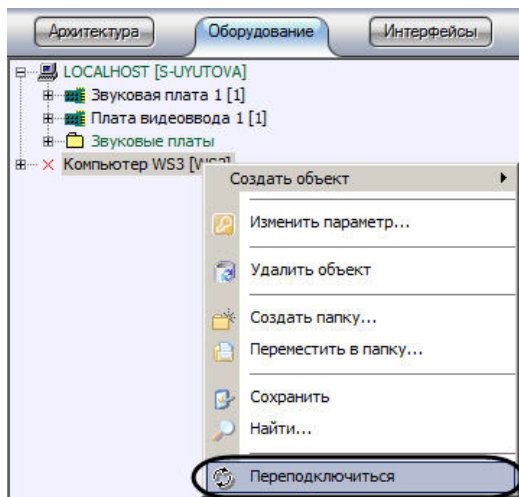 Архитектура Оборудование Интерфейсы
LOCALHOST [S-UYUTOVA]
Звуковая плата 1 [1]
Плата видеоввода 1 [1]
Звуковые платы
Компьютер WS3 [WS3]
Создать объект
Изменить параметр...
Удалить объект
Создать папку...
Переместить в папку...
Сохранить
Найти...
Переподключиться